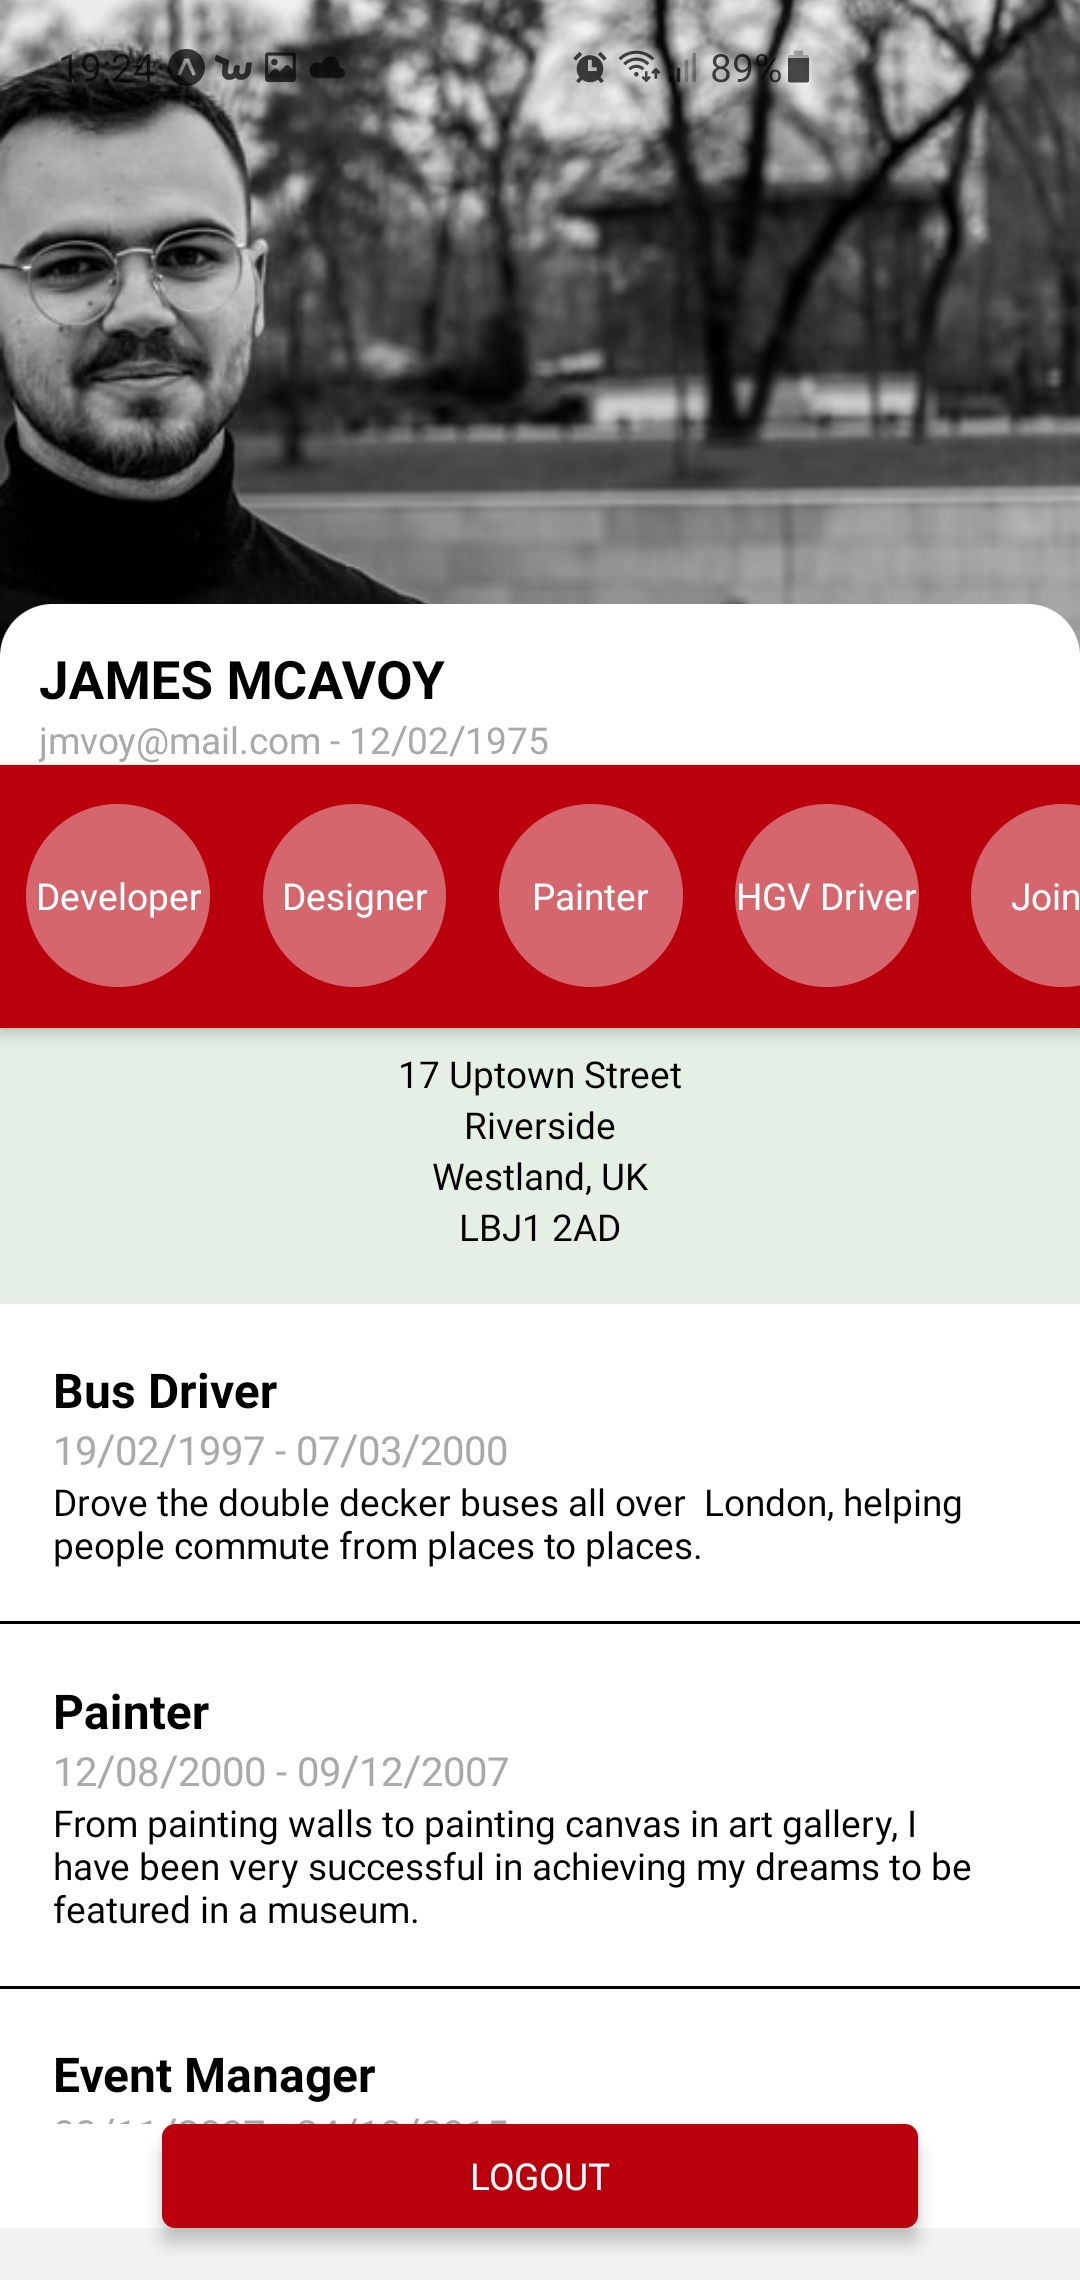 19:24 89%
JAMES MCAVOY
jmvoy@mail.com - 12/02/1975
Developer Designer Painter HGV Driver Join
17 Uptown Street
Riverside
Westland, UK
LBJ1 2AD
Bus Driver
19/02/1997 - 07/03/2000
Drove the double decker buses all over  London, helping
people commute from places to places.
Painter
12/08/2000 - 09/12/2007
From painting walls to painting canvas in art gallery, I
have been very successful in achieving my dreams to be
featured in a museum.
Event Manager
LOGOUT